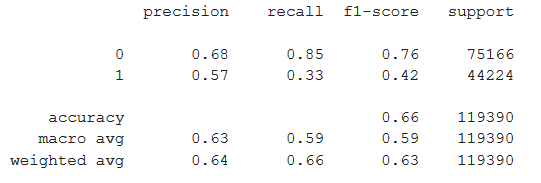 precision recall f1-score support
0 0.68 0.85 0.76 75166
1 0.57 0.33 0.42 44224
accuracy 0.66 119390
macro avg 0.63 0.59 0.59 119390
weighted avg 0.64 0.66 0.63 119390